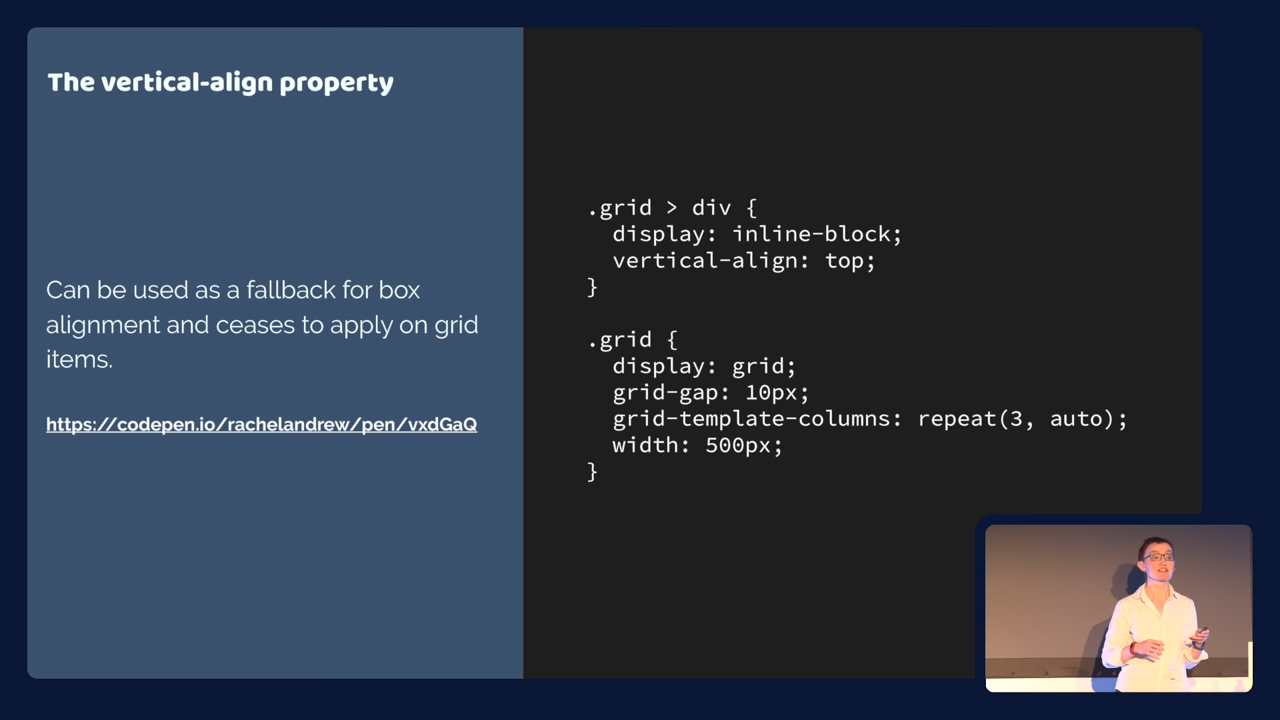 The vertical-align property
Can be used as a fallback for box
alignment and ceases to apply on grid
items.
https://codepen.io/rachelandrew/pen/vxdGaQ
.grid > div {
  display: inline-block;
  vertical-align: top;
}
.grid {
  display: grid;
  grid-gap: 10px;
  grid-template-columns: repeat(3, auto);
  width: 500px;
}